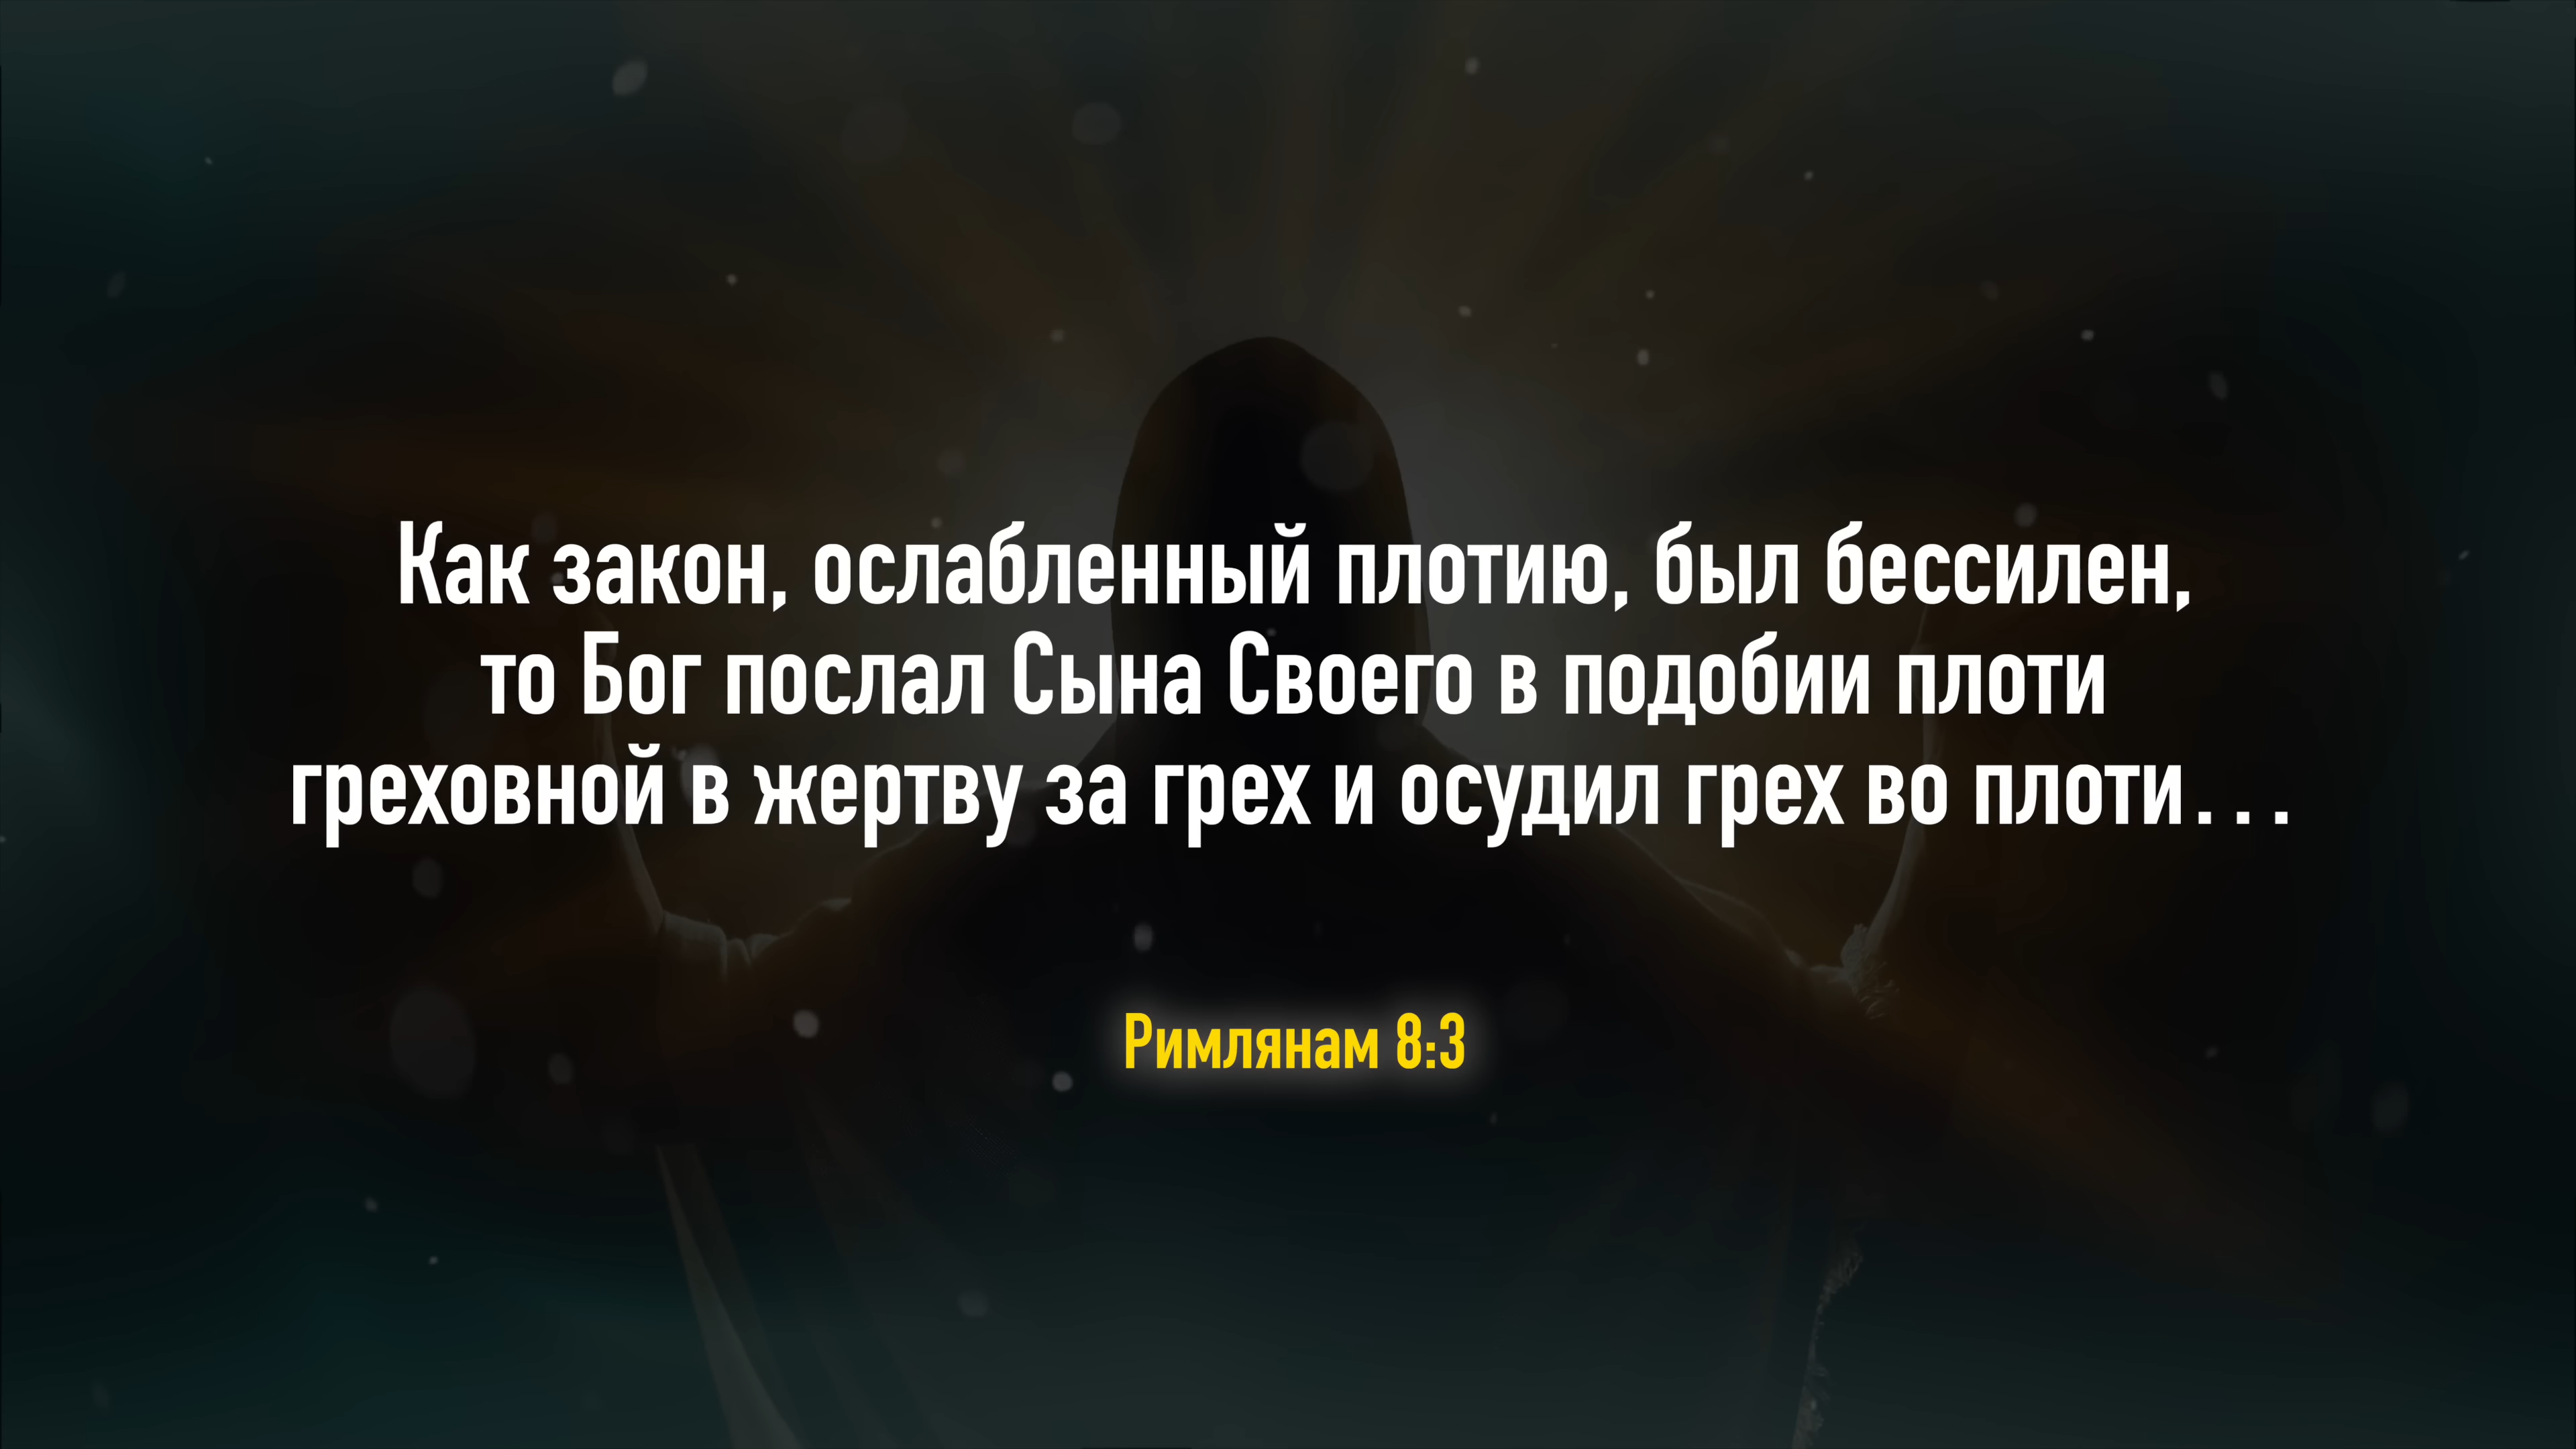 Как закон, ослабленный плотию, был бессилен,
то Бог послал Сына Своего в подобии плоти
греховной в жертву за грех и осудил грех во плоти...
Римлянам 8:3